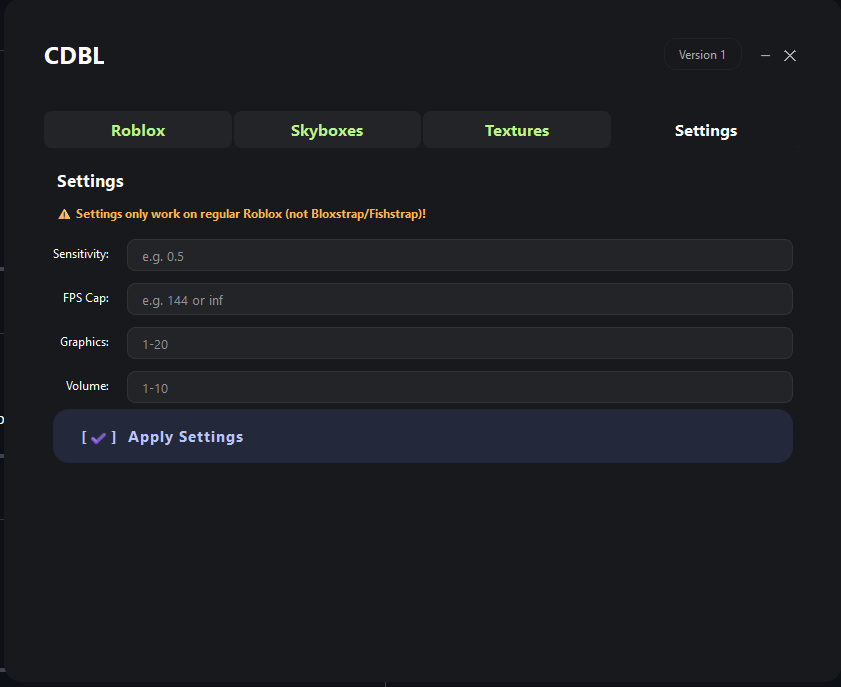 CDBL
Version 1
Roblox Skyboxes Textures Settings
Settings
⚠ Settings only work on regular Roblox (not Bloxstrap/Fishstrap)!
Sensitivity: e.g. 0.5
FPS Cap: e.g. 144 or inf
Graphics: 1-20
Volume: 1-10
[✔] Apply Settings